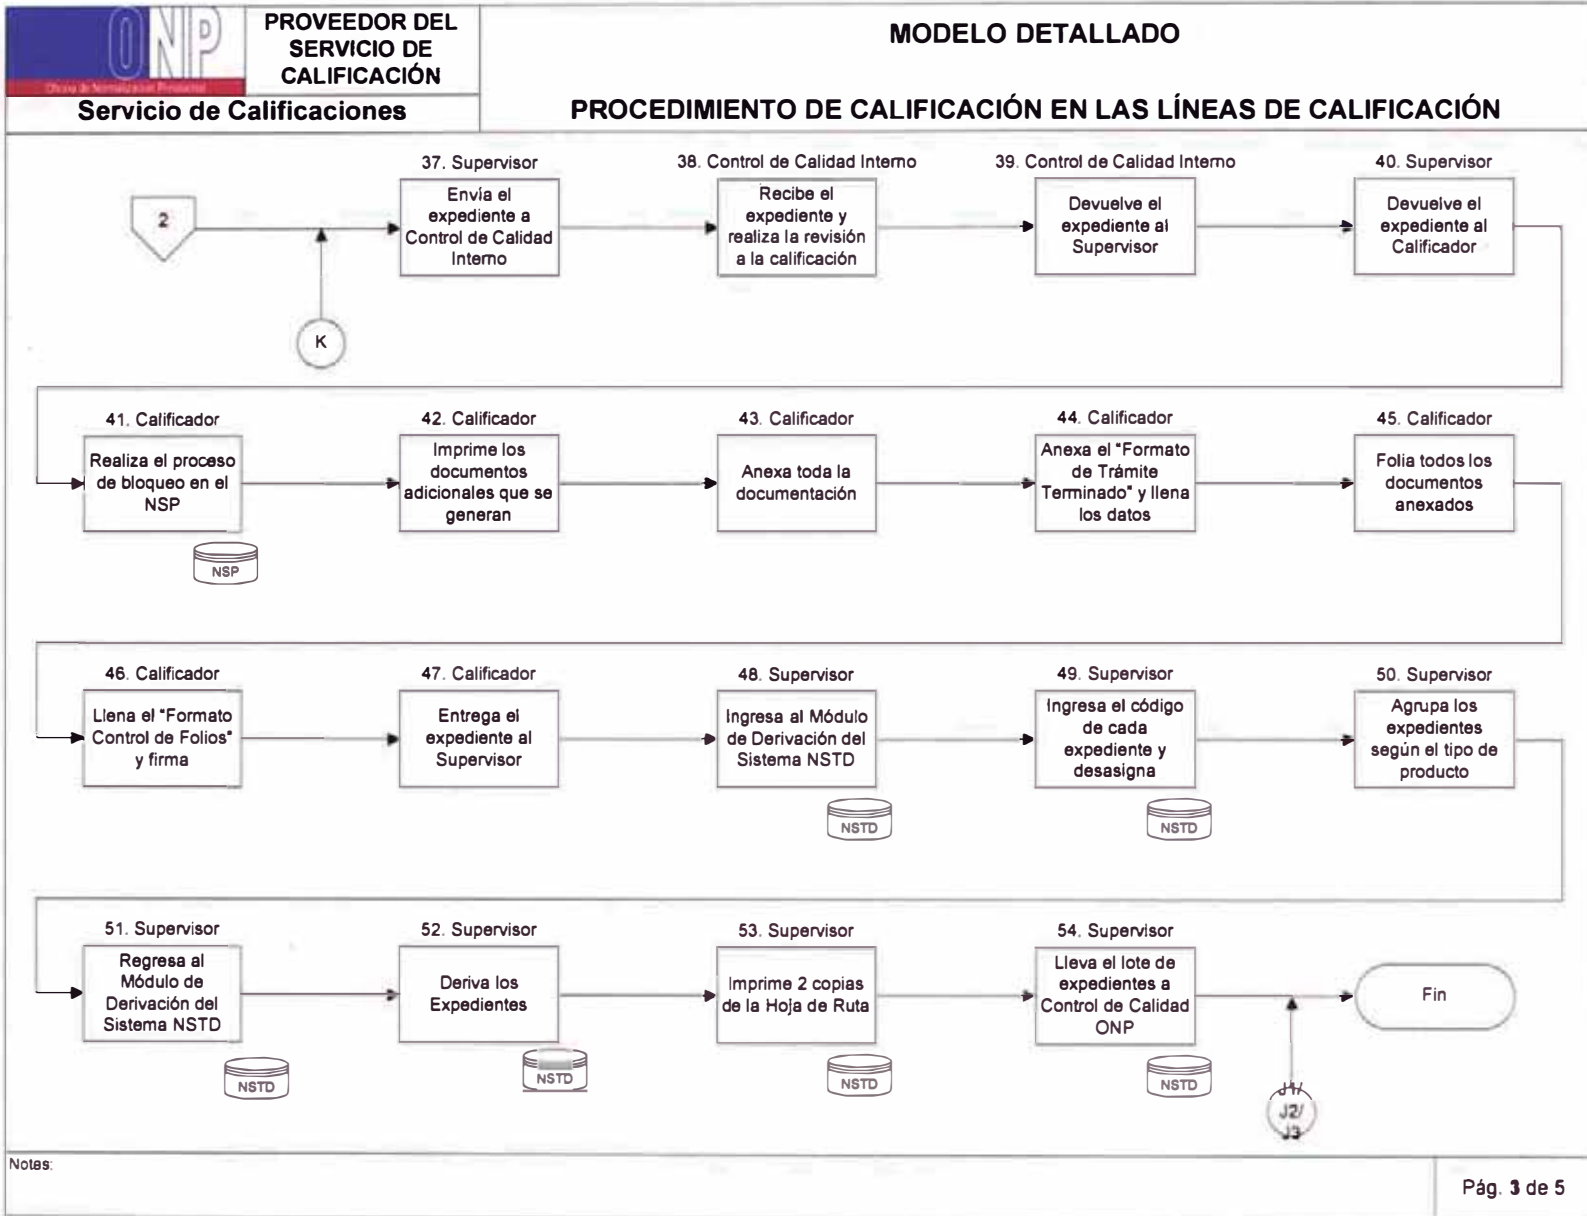 ONP
Oficina de Normalización Previsional
PROVEEDOR DEL
SERVICIO DE
CALIFICACIÓN
MODELO DETALLADO
Servicio de Calificaciones
PROCEDIMIENTO DE CALIFICACIÓN EN LAS LÍNEAS DE CALIFICACIÓN
2
K
37. Supervisor
Envía el
expediente a
Control de Calidad
Interno
38. Control de Calidad Interno
Recibe el
expediente y
realiza la revisión
a la calificación
39. Control de Calidad Interno
Devuelve el
expediente al
Supervisor
40. Supervisor
Devuelve el
expediente al
Calificador
41. Calificador
Realiza el proceso
de bloqueo en el
NSP
NSP
42. Calificador
Imprime los
documentos
adicionales que se
generan
43. Calificador
Anexa toda la
documentación
44. Calificador
Anexa el "Formato
de Trámite
Terminado" y llena
los datos
45. Calificador
Folia todos los
documentos
anexados
46. Calificador
Llena el "Formato
Control de Folios"
y firma
47. Calificador
Entrega el
expediente al
Supervisor
48. Supervisor
Ingresa al Módulo
de Derivación del
Sistema NSTD
NSTD
49. Supervisor
Ingresa el código
de cada
expediente y
desasigna
NSTD
50. Supervisor
Agrupa los
expedientes
según el tipo de
producto
51. Supervisor
Regresa al
Módulo de
Derivación del
Sistema NSTD
NSTD
52. Supervisor
Deriva los
Expedientes
NSTD
53. Supervisor
Imprime 2 copias
de la Hoja de Ruta
NSTD
54. Supervisor
Lleva el lote de
expedientes a
Control de Calidad
ONP
NSTD
J1/
J2/
J3
Fin
Notas:
Pág. 3 de 5